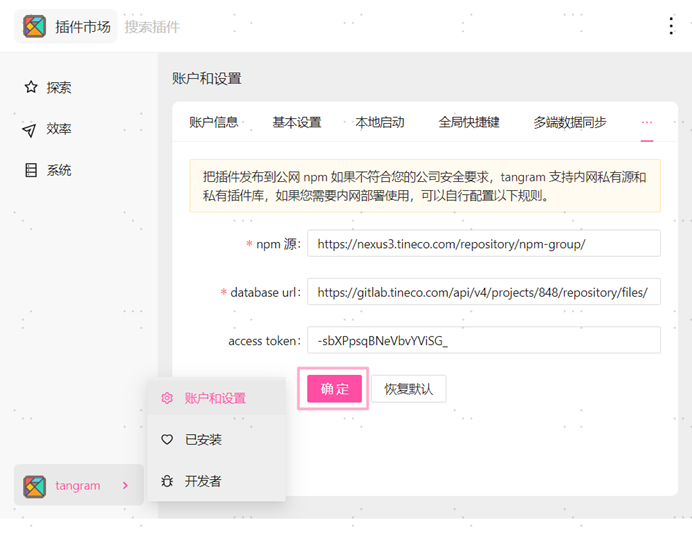 插件市场 搜索插件
探索
效率
系统
账户和设置
账户信息 基本设置 本地启动 全局快捷键 多端数据同步 ···
把插件发布到公网 npm 如果不符合您的公司安全要求，tangram 支持内网私有源和
私有插件库，如果您需要内网部署使用，可以自行配置以下规则。
* npm 源： https://nexus3.tineco.com/repository/npm-group/
* database url： https://gitlab.tineco.com/api/v4/projects/848/repository/files/
access token： -sbXPpsqBNeVbvYViSG_
确 定 恢复默认
账户和设置
已安装
开发者
tangram